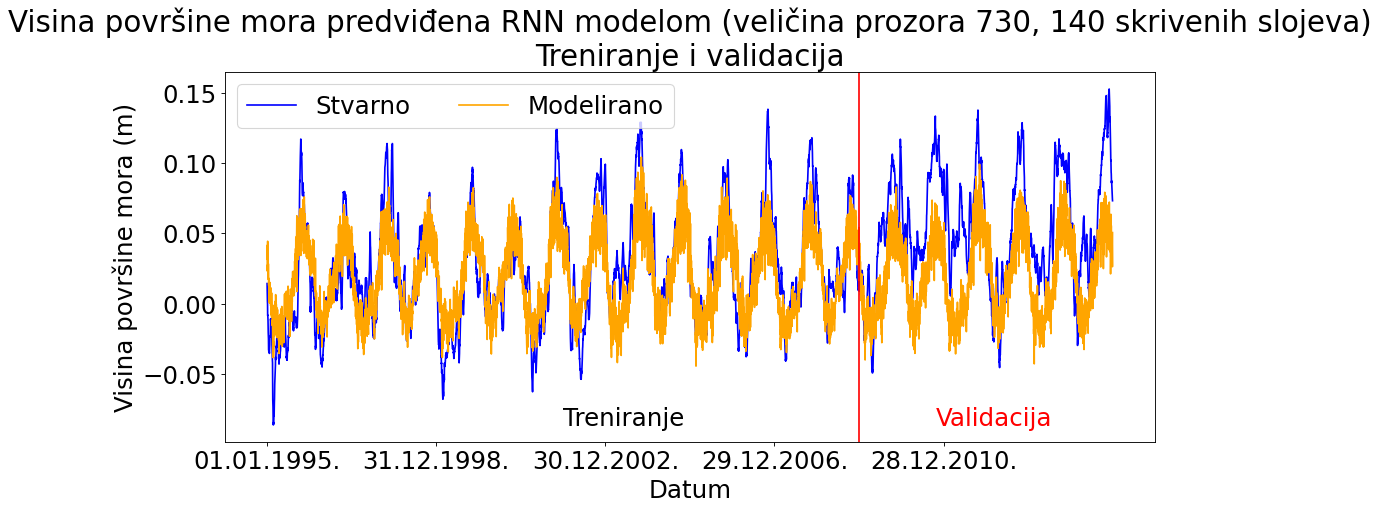 Visina površine mora predviđena RNN modelom (veličina prozora 730, 140 skrivenih slojeva)
Treniranje i validacija
Stvarno
Modelirano
Visina površine mora (m)
0.15
0.10
0.05
0.00
−0.05
Treniranje
Validacija
01.01.1995.
31.12.1998.
30.12.2002.
29.12.2006.
28.12.2010.
Datum